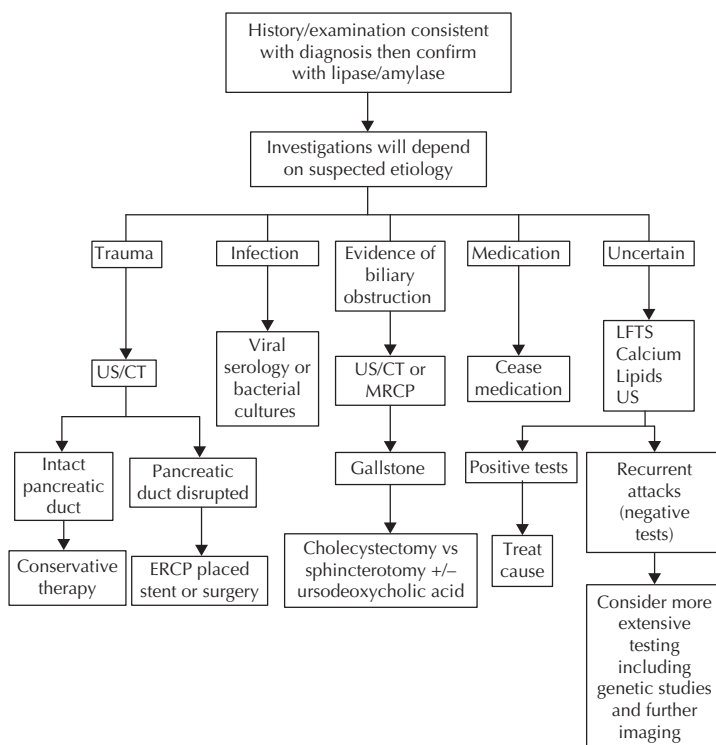 History/examination consistent
with diagnosis then confirm
with lipase/amylase
Investigations will depend
on suspected etiology
Trauma
Infection
Evidence of
biliary
obstruction
Medication
Uncertain
US/CT
Viral
serology or
bacterial
cultures
US/CT or
MRCP
Cease
medication
LFTS
Calcium
Lipids
US
Intact
pancreatic
duct
Pancreatic
duct disrupted
Gallstone
Positive tests
Recurrent
attacks
(negative
tests)
Conservative
therapy
ERCP placed
stent or surgery
Cholecystectomy vs
sphincterotomy +/–
ursodeoxycholic acid
Treat
cause
Consider more
extensive
testing
including
genetic studies
and further
imaging